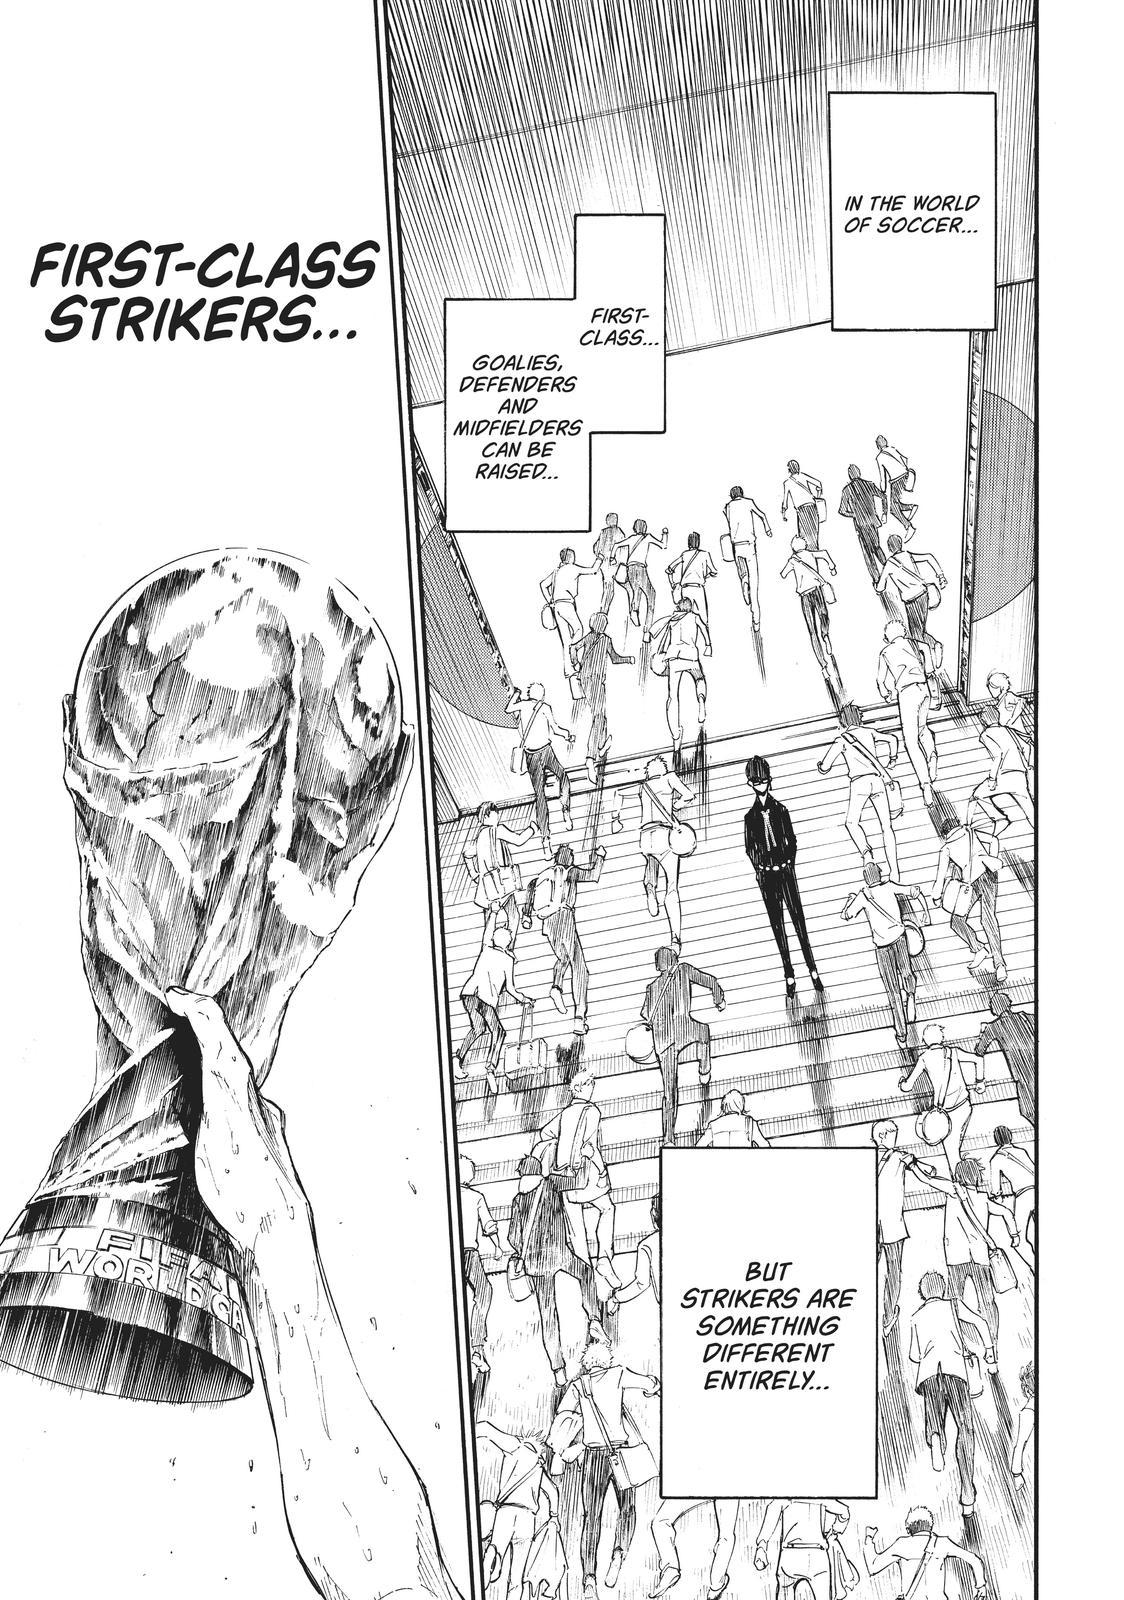 IN THE WORLD
OF SOCCER...
FIRST-
CLASS...
GOALIES,
DEFENDERS
AND
MIDFIELDERS
CAN BE
RAISED...
BUT
STRIKERS ARE
SOMETHING
DIFFERENT
ENTIRELY...
FIRST-CLASS
STRIKERS...
FIFA
WORLD